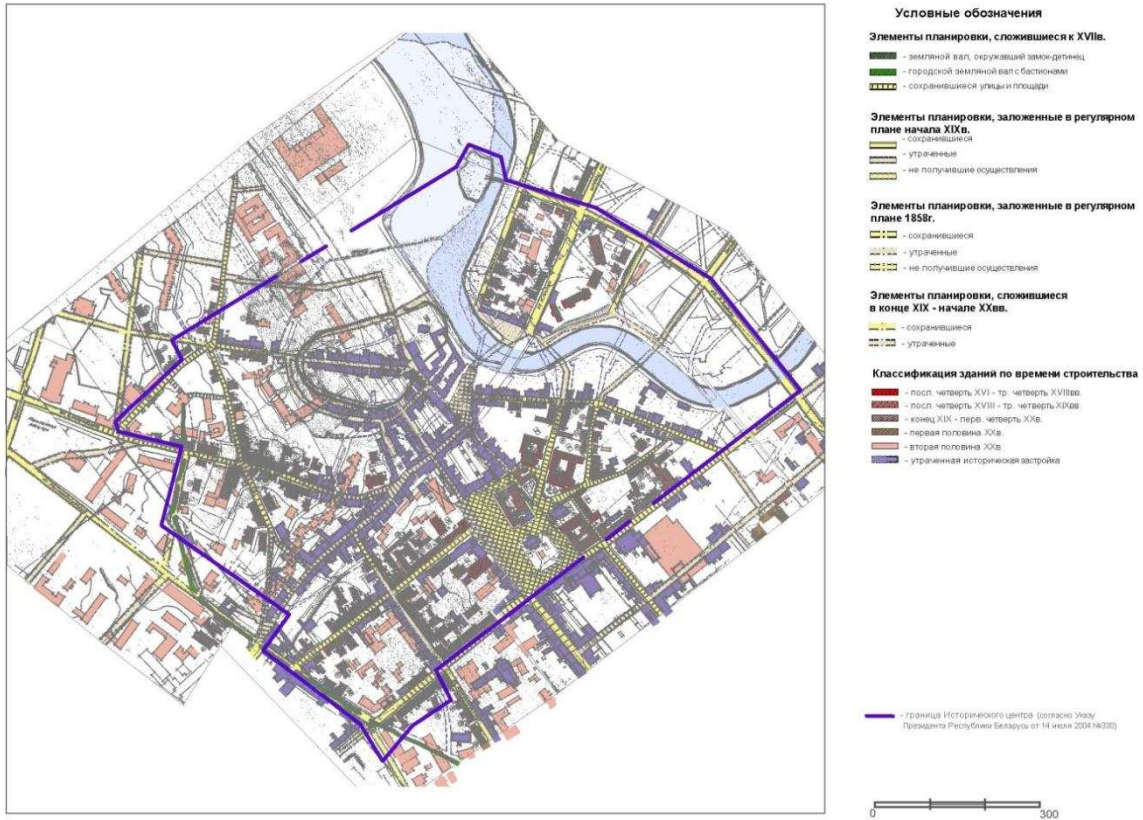 Условные обозначения
Элементы планировки, сложившиеся к XVIIв.
- земляной вал, окружавший замок-детинец
- городской земляной вал с бастионами
- сохранившиеся улицы и площади
Элементы планировки, заложенные в регулярном
плане начала XIXв.
- сохранившиеся
- утраченные
- не получившие осуществления
Элементы планировки, заложенные в регулярном
плане 1858г.
- сохранившиеся
- утраченные
- не получившие осуществления
Элементы планировки, сложившиеся
в конце XIX - начале XXвв.
- сохранившиеся
- утраченные
Классификация зданий по времени строительства
- посл. четверть XVI - тр. четверть XVIIIвв.
- посл. четверть XVIII - тр. четверть XIXвв
- конец XIX - перв. четверть XXв.
- первая половина XXв.
- вторая половина XXв.
- утраченная историческая застройка
- граница Исторического центра (согласно Указу
Президента Республики Беларусь от 14 июля 2004 №330)
0 300